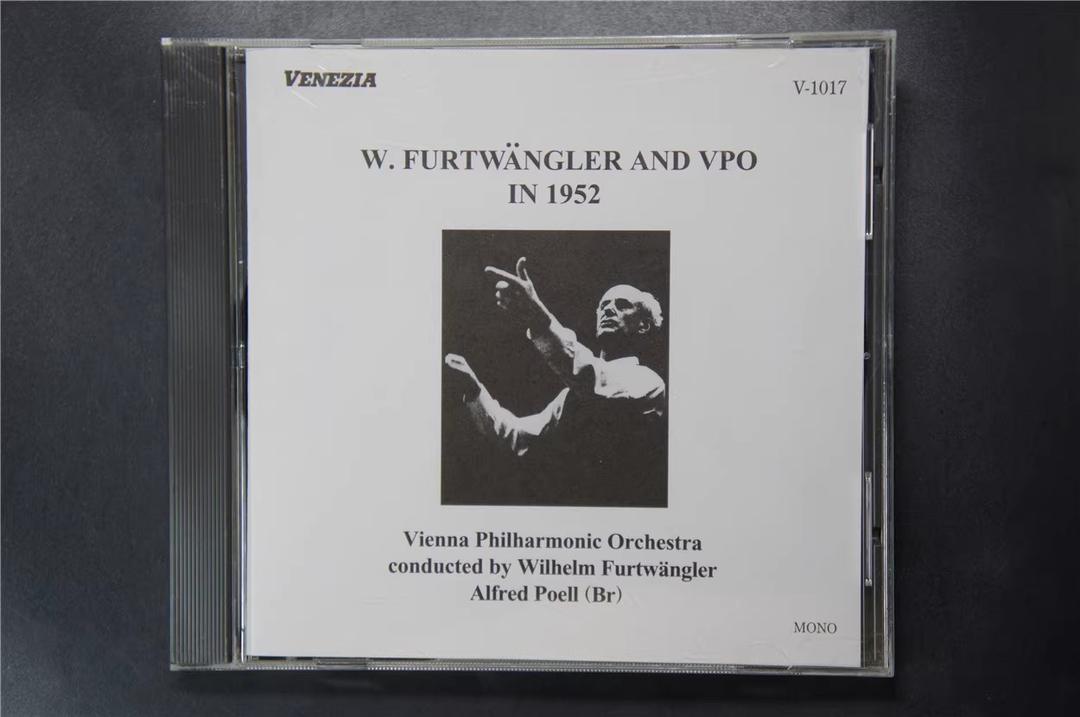 VENEZIA
V-1017
W. FURTWÄNGLER AND VPO
IN 1952
Vienna Philharmonic Orchestra
conducted by Wilhelm Furtwängler
Alfred Poell (Br)
MONO